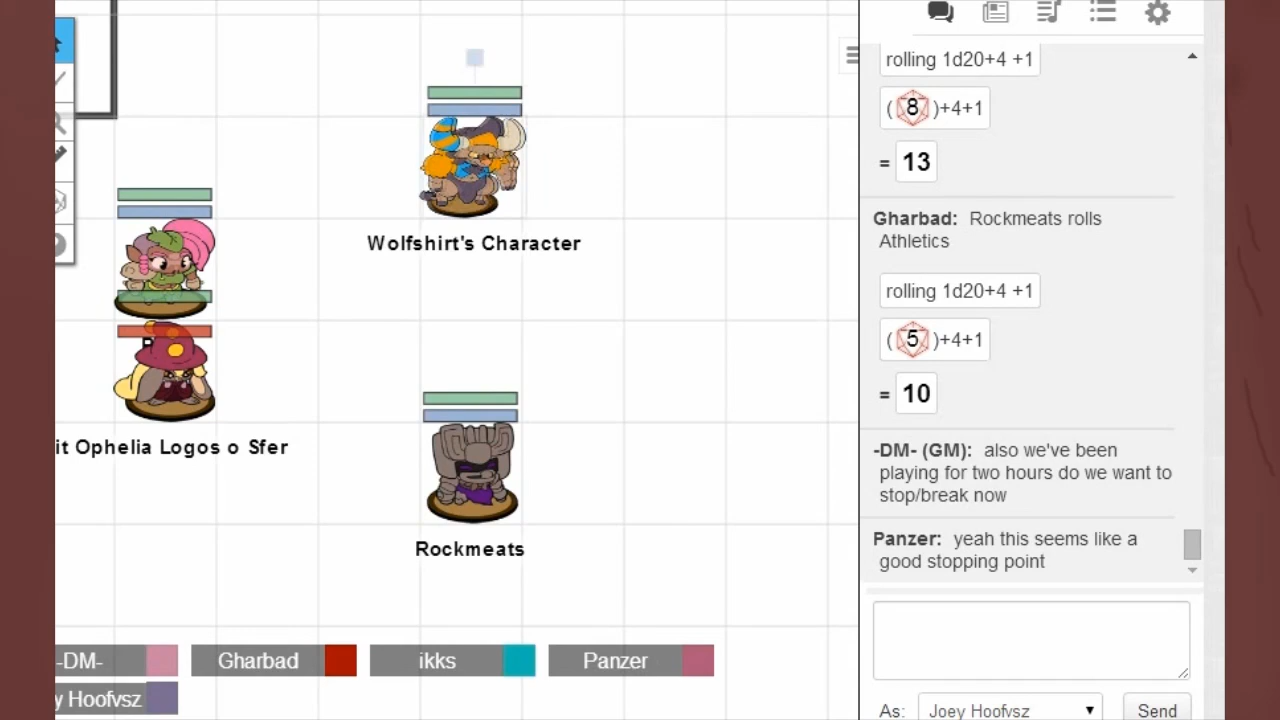 rolling 1d20+4 +1
(8)+4+1
= 13
Gharbad: Rockmeats rolls
Athletics
rolling 1d20+4 +1
(5)+4+1
= 10
-DM- (GM): also we've been
playing for two hours do we want to
stop/break now
Panzer: yeah this seems like a
good stopping point
As: Joey Hoofvsz
Send
Wolfshirt's Character
it Ophelia Logos o Sfer
Rockmeats
-DM-
Gharbad
ikks
Panzer
y Hoofvsz